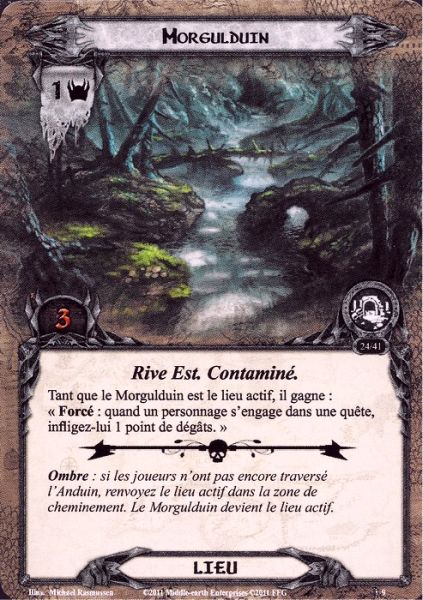 MORGULDUIN
1
3
24/41
Rive Est. Contaminé.
Tant que le Morgulduin est le lieu actif, il gagne :
« Forcé : quand un personnage s'engage dans une quête,
infligez-lui 1 point de dégâts. »
Ombre : si les joueurs n'ont pas encore traversé
l'Anduin, renvoyez le lieu actif dans la zone de
cheminement. Le Morgulduin devient le lieu actif.
LIEU
Illus. Michael Rasmussen ©2011 Middle-earth Enterprises ©2011 FFG 9